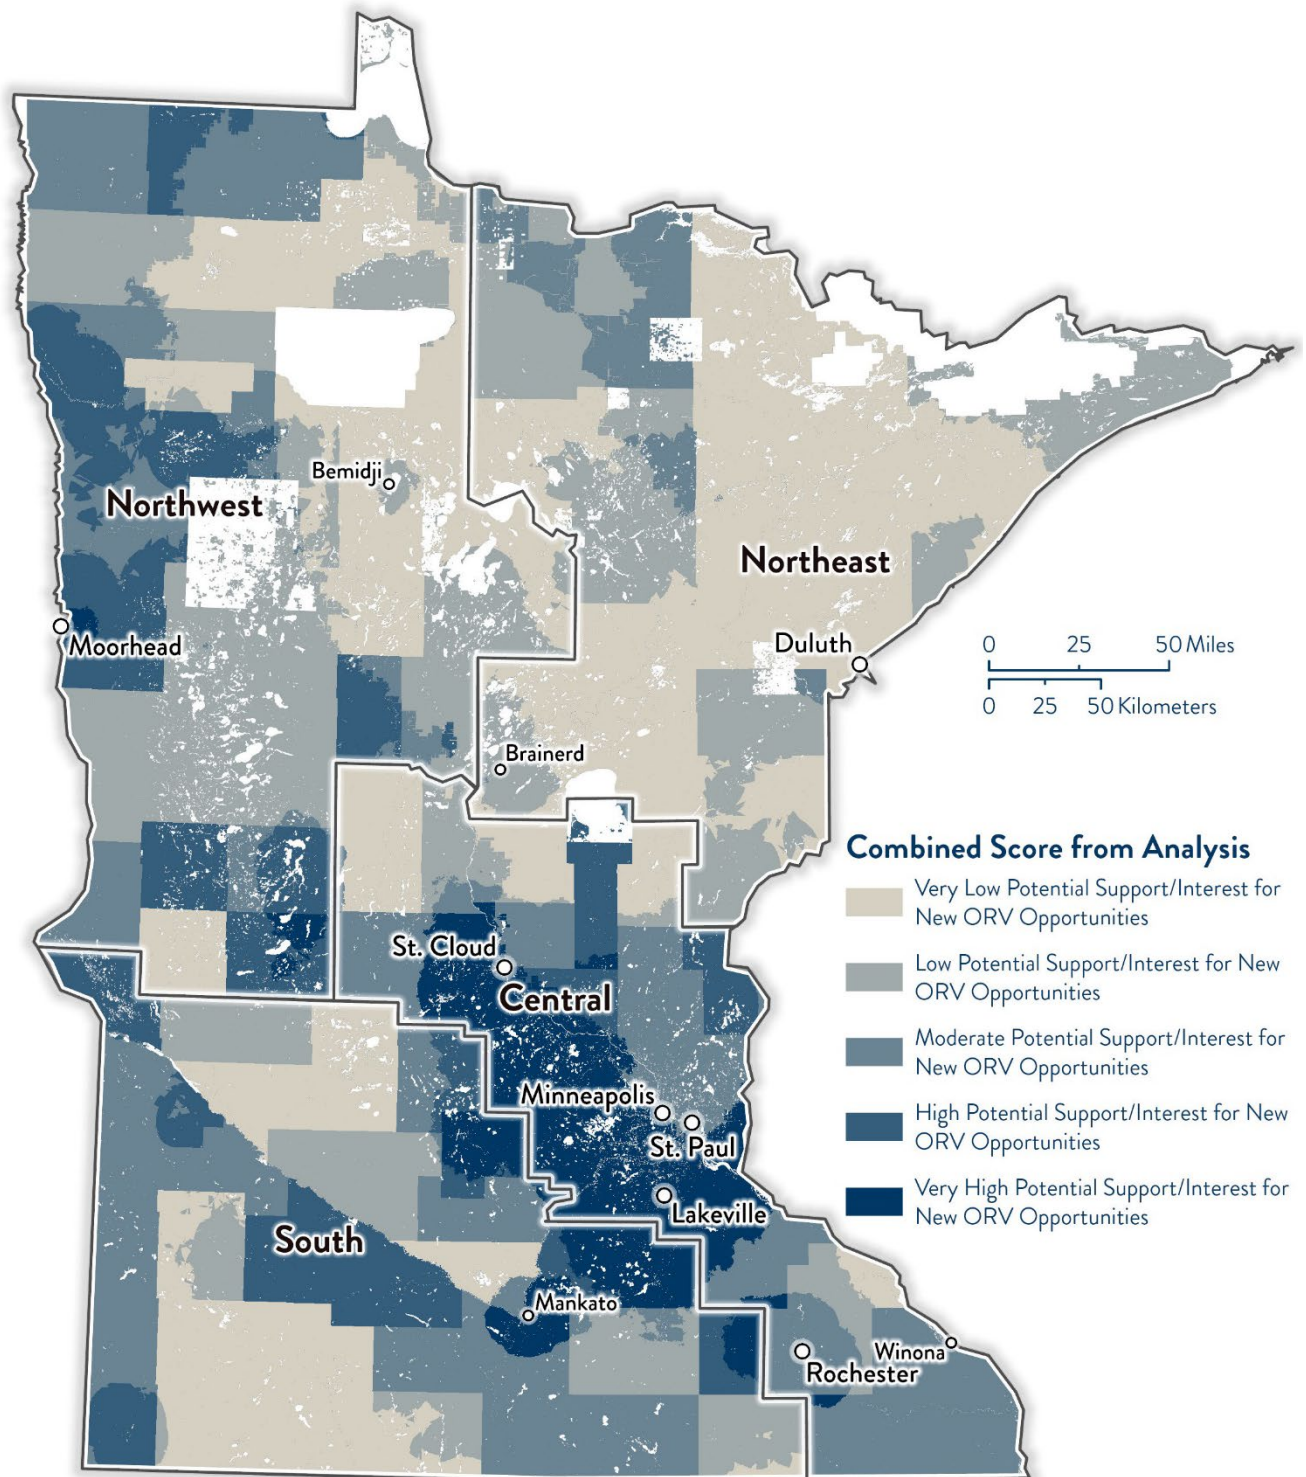 Bemidji
Northwest
Northeast
Moorhead
Duluth
0 25 50 Miles
0 25 50 Kilometers
Brainerd
Combined Score from Analysis
Very Low Potential Support/Interest for
New ORV Opportunities
Low Potential Support/Interest for New
ORV Opportunities
Moderate Potential Support/Interest for
New ORV Opportunities
High Potential Support/Interest for New
ORV Opportunities
Very High Potential Support/Interest for
New ORV Opportunities
St. Cloud
Central
Minneapolis
St. Paul
Lakeville
South
Mankato
Winona
Rochester